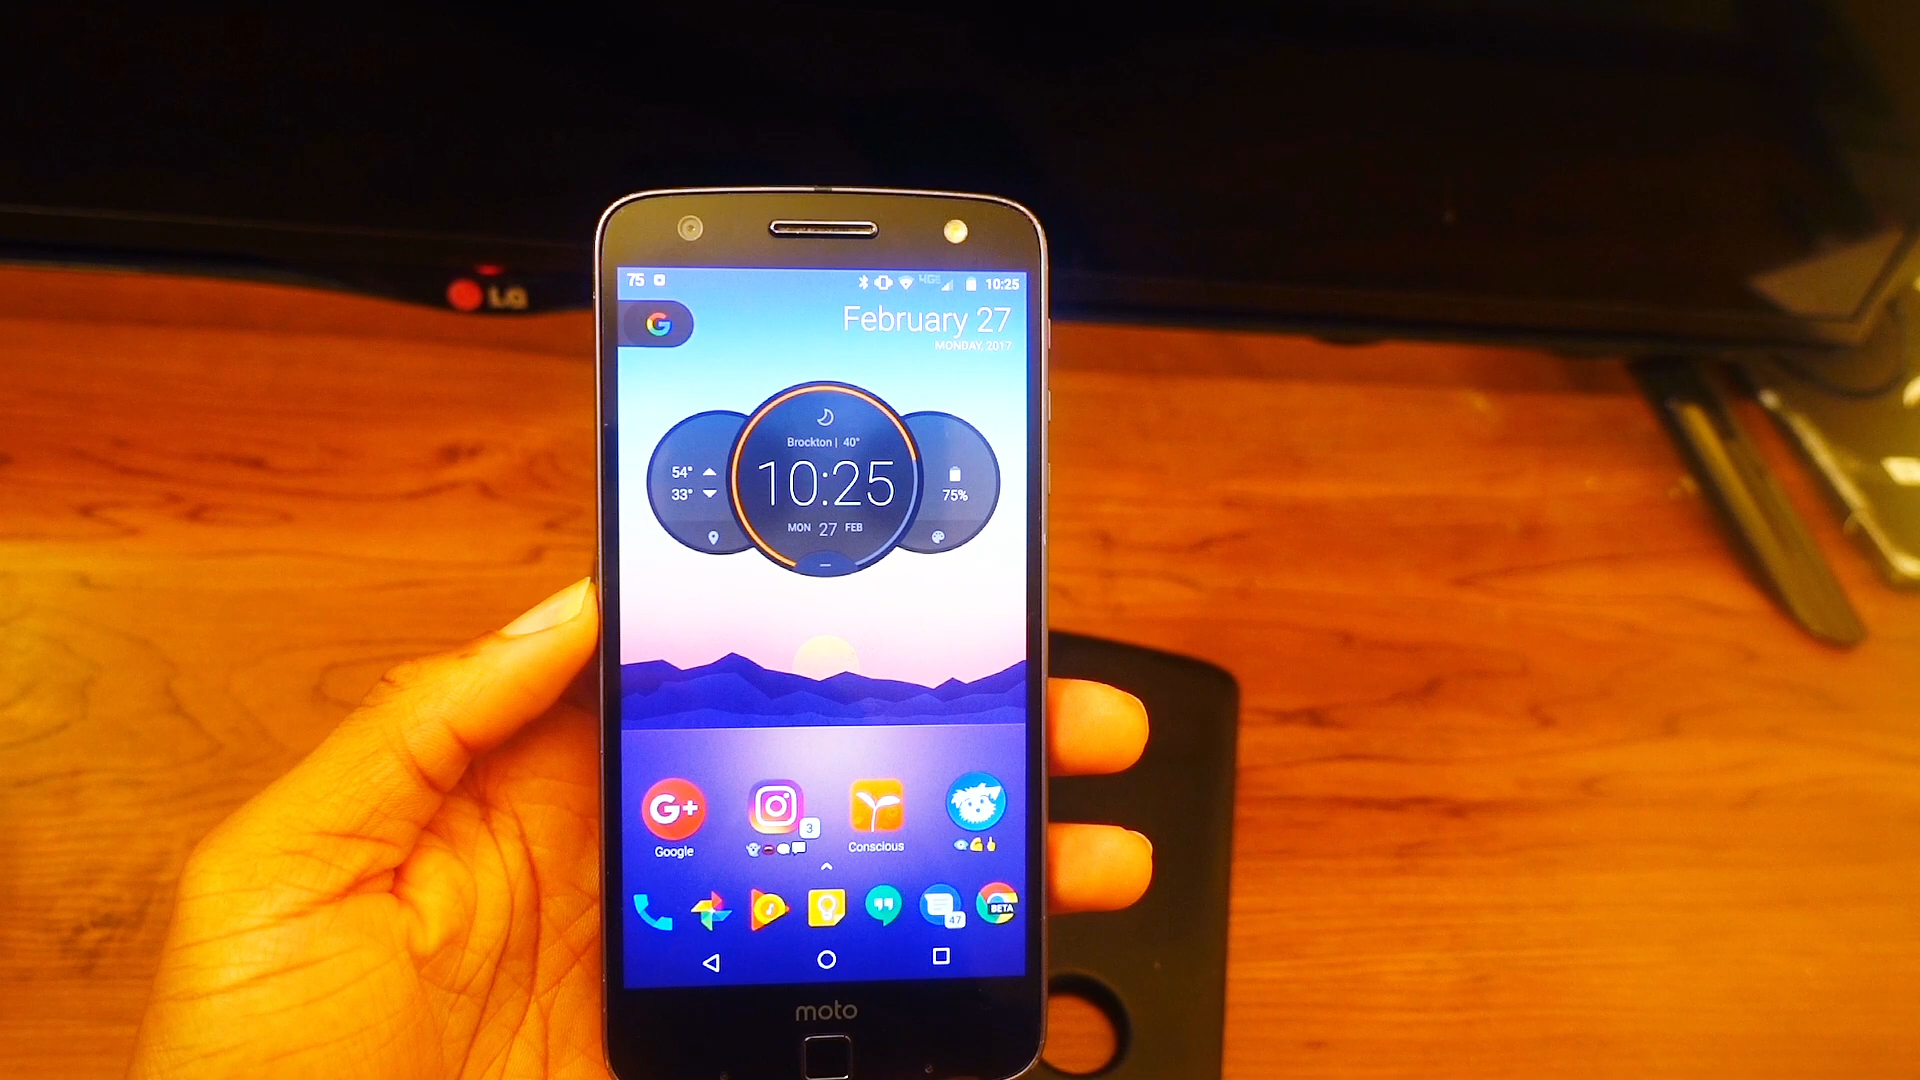 LG
75
4G
10:25
February 27
MONDAY, 2017
G
Brockton | 40°
54°
33°
10:25
MON 27 FEB
75%
G+
3
Google
Conscious
47
BETA
moto